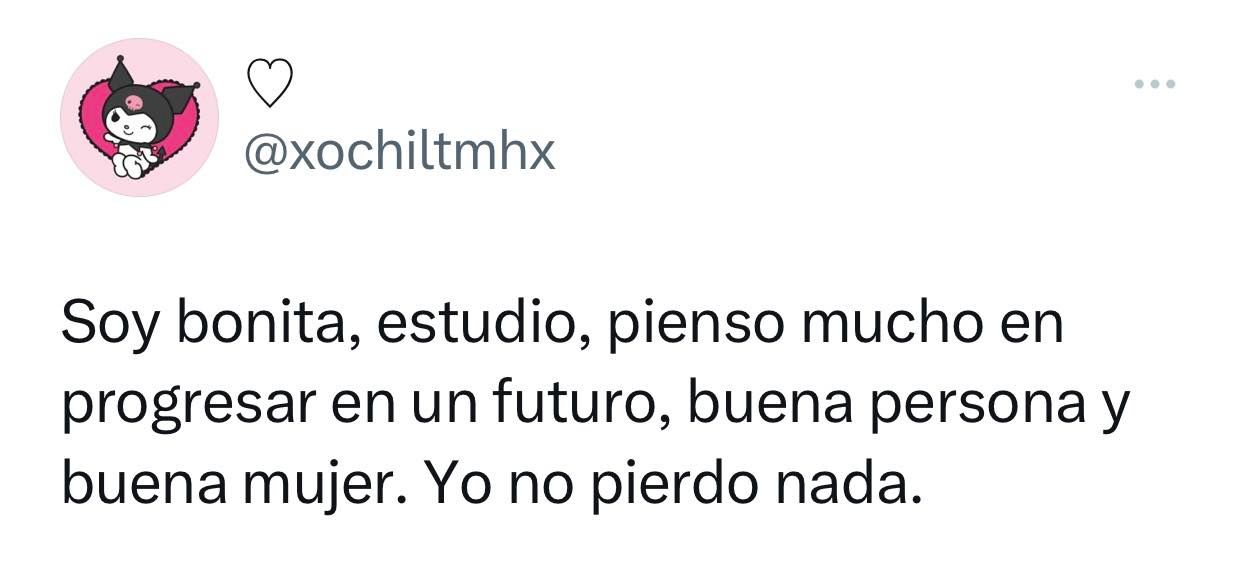 ♡
@xochiltmhx
Soy bonita, estudio, pienso mucho en
progresar en un futuro, buena persona y
buena mujer. Yo no pierdo nada.